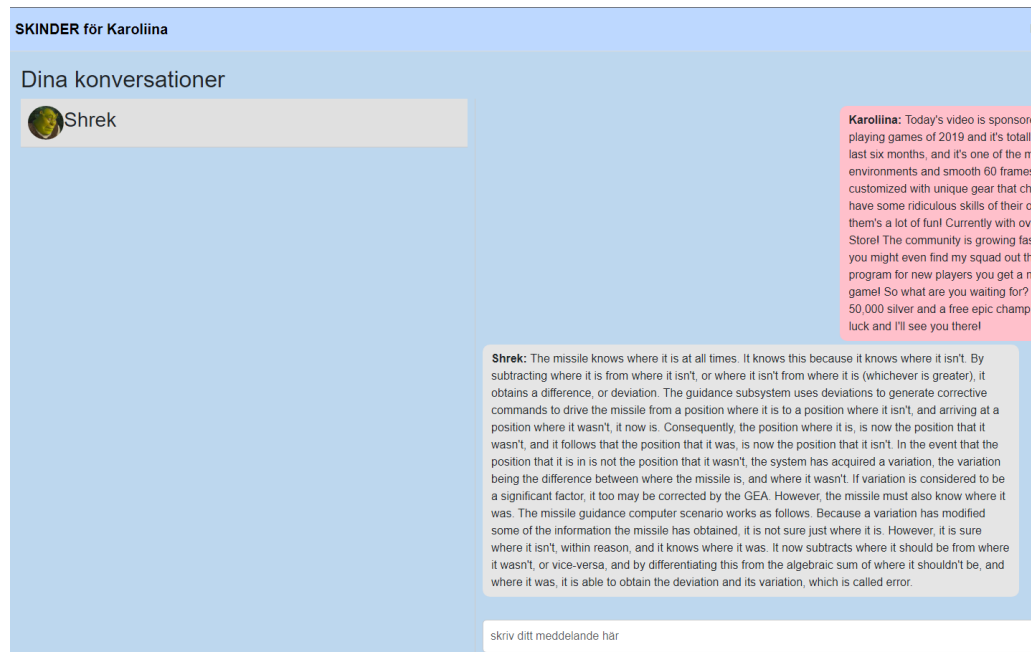 SKINDER för Karoliina
Dina konversationer
Shrek
Karoliina: Today's video is sponsore
playing games of 2019 and it's totall
last six months, and it's one of the m
environments and smooth 60 frames
customized with unique gear that ch
have some ridiculous skills of their o
them's a lot of fun! Currently with ov
Store! The community is growing fas
you might even find my squad out th
program for new players you get a n
game! So what are you waiting for?
50,000 silver and a free epic champ
luck and I'll see you there!
Shrek: The missile knows where it is at all times. It knows this because it knows where it isn't. By
subtracting where it is from where it isn't, or where it isn't from where it is (whichever is greater), it
obtains a difference, or deviation. The guidance subsystem uses deviations to generate corrective
commands to drive the missile from a position where it is to a position where it isn't, and arriving at a
position where it wasn't, it now is. Consequently, the position where it is, is now the position that it
wasn't, and it follows that the position that it was, is now the position that it isn't. In the event that the
position that it is in is not the position that it wasn't, the system has acquired a variation, the variation
being the difference between where the missile is, and where it wasn't. If variation is considered to be
a significant factor, it too may be corrected by the GEA. However, the missile must also know where it
was. The missile guidance computer scenario works as follows. Because a variation has modified
some of the information the missile has obtained, it is not sure just where it is. However, it is sure
where it isn't, within reason, and it knows where it was. It now subtracts where it should be from where
it wasn't, or vice-versa, and by differentiating this from the algebraic sum of where it shouldn't be, and
where it was, it is able to obtain the deviation and its variation, which is called error.
skriv ditt meddelande här